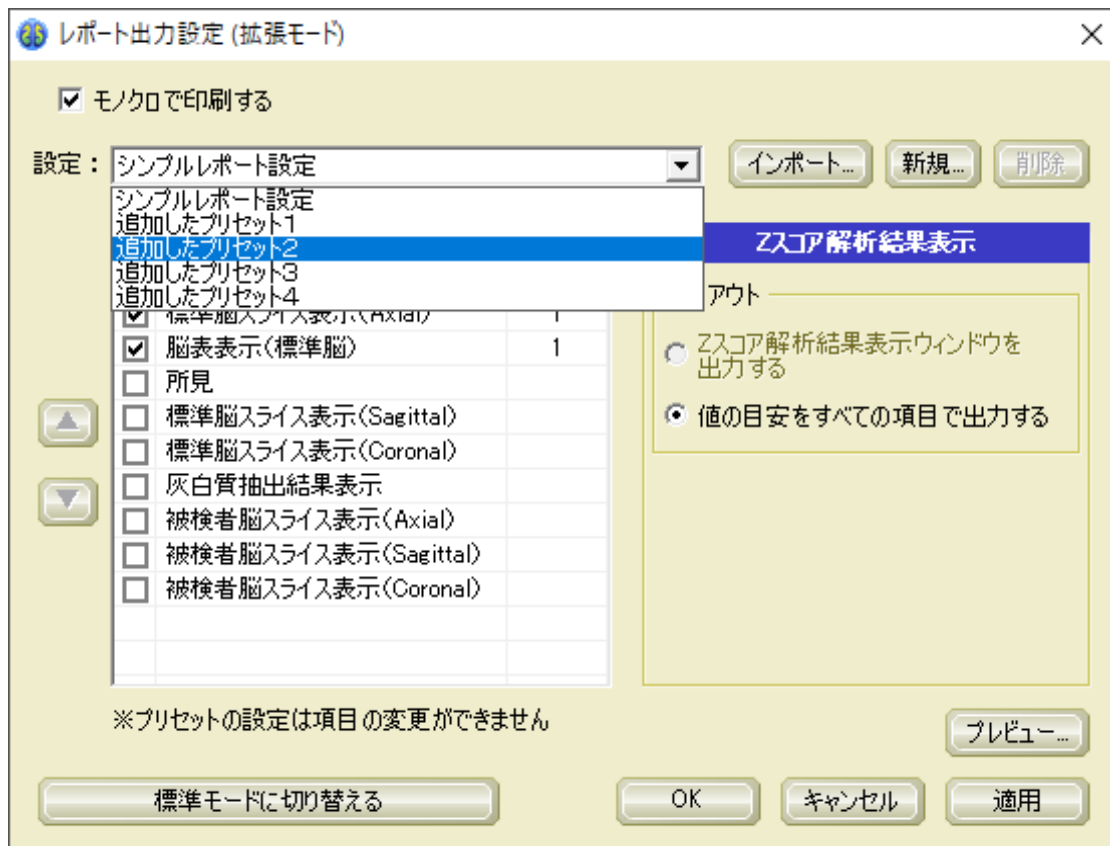 レポート出力設定 (拡張モード)
モノクロで印刷する
設定：
シンプルレポート設定
インポート...
新規...
削除
シンプルレポート設定
追加したプリセット1
追加したプリセット2
追加したプリセット3
追加したプリセット4
標準脳スライス表示(Axial) 1
脳表表示(標準脳) 1
所見
標準脳スライス表示(Sagittal)
標準脳スライス表示(Coronal)
灰白質抽出結果表示
被検者脳スライス表示(Axial)
被検者脳スライス表示(Sagittal)
被検者脳スライス表示(Coronal)
Zスコア解析結果表示
アウト
Zスコア解析結果表示ウィンドウを
出力する
値の目安をすべての項目で出力する
※プリセットの設定は項目の変更ができません
プレビュー...
標準モードに切り替える
OK
キャンセル
適用